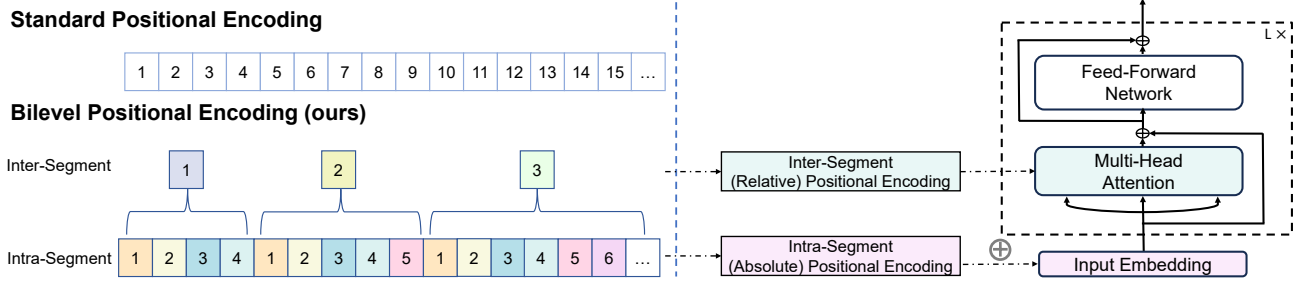 Standard Positional Encoding
1 2 3 4 5 6 7 8 9 10 11 12 13 14 15 ...
Bilevel Positional Encoding (ours)
Inter-Segment 1 2 3
Intra-Segment 1 2 3 4 1 2 3 4 5 1 2 3 4 5 6 ...
Inter-Segment
(Relative) Positional Encoding
Intra-Segment
(Absolute) Positional Encoding
L ×
Feed-Forward
Network
Multi-Head
Attention
Input Embedding